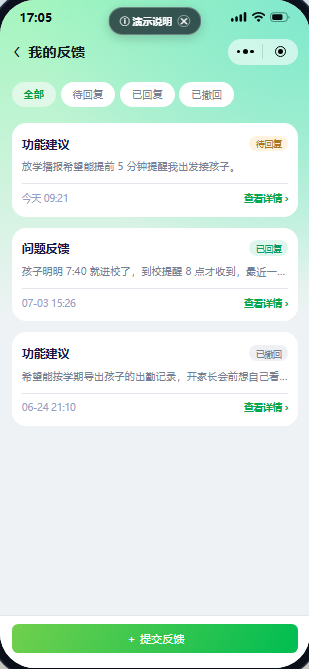 17:05
演示说明
我的反馈
全部 待回复 已回复 已撤回
功能建议 待回复
放学播报希望能提前 5 分钟提醒我出发接孩子。
今天 09:21 查看详情 ›
问题反馈 已回复
孩子明明 7:40 就进校了，到校提醒 8 点才收到，最近一...
07-03 15:26 查看详情 ›
功能建议 已撤回
希望能按学期导出孩子的出勤记录，开家长会前想自己看...
06-24 21:10 查看详情 ›
+ 提交反馈